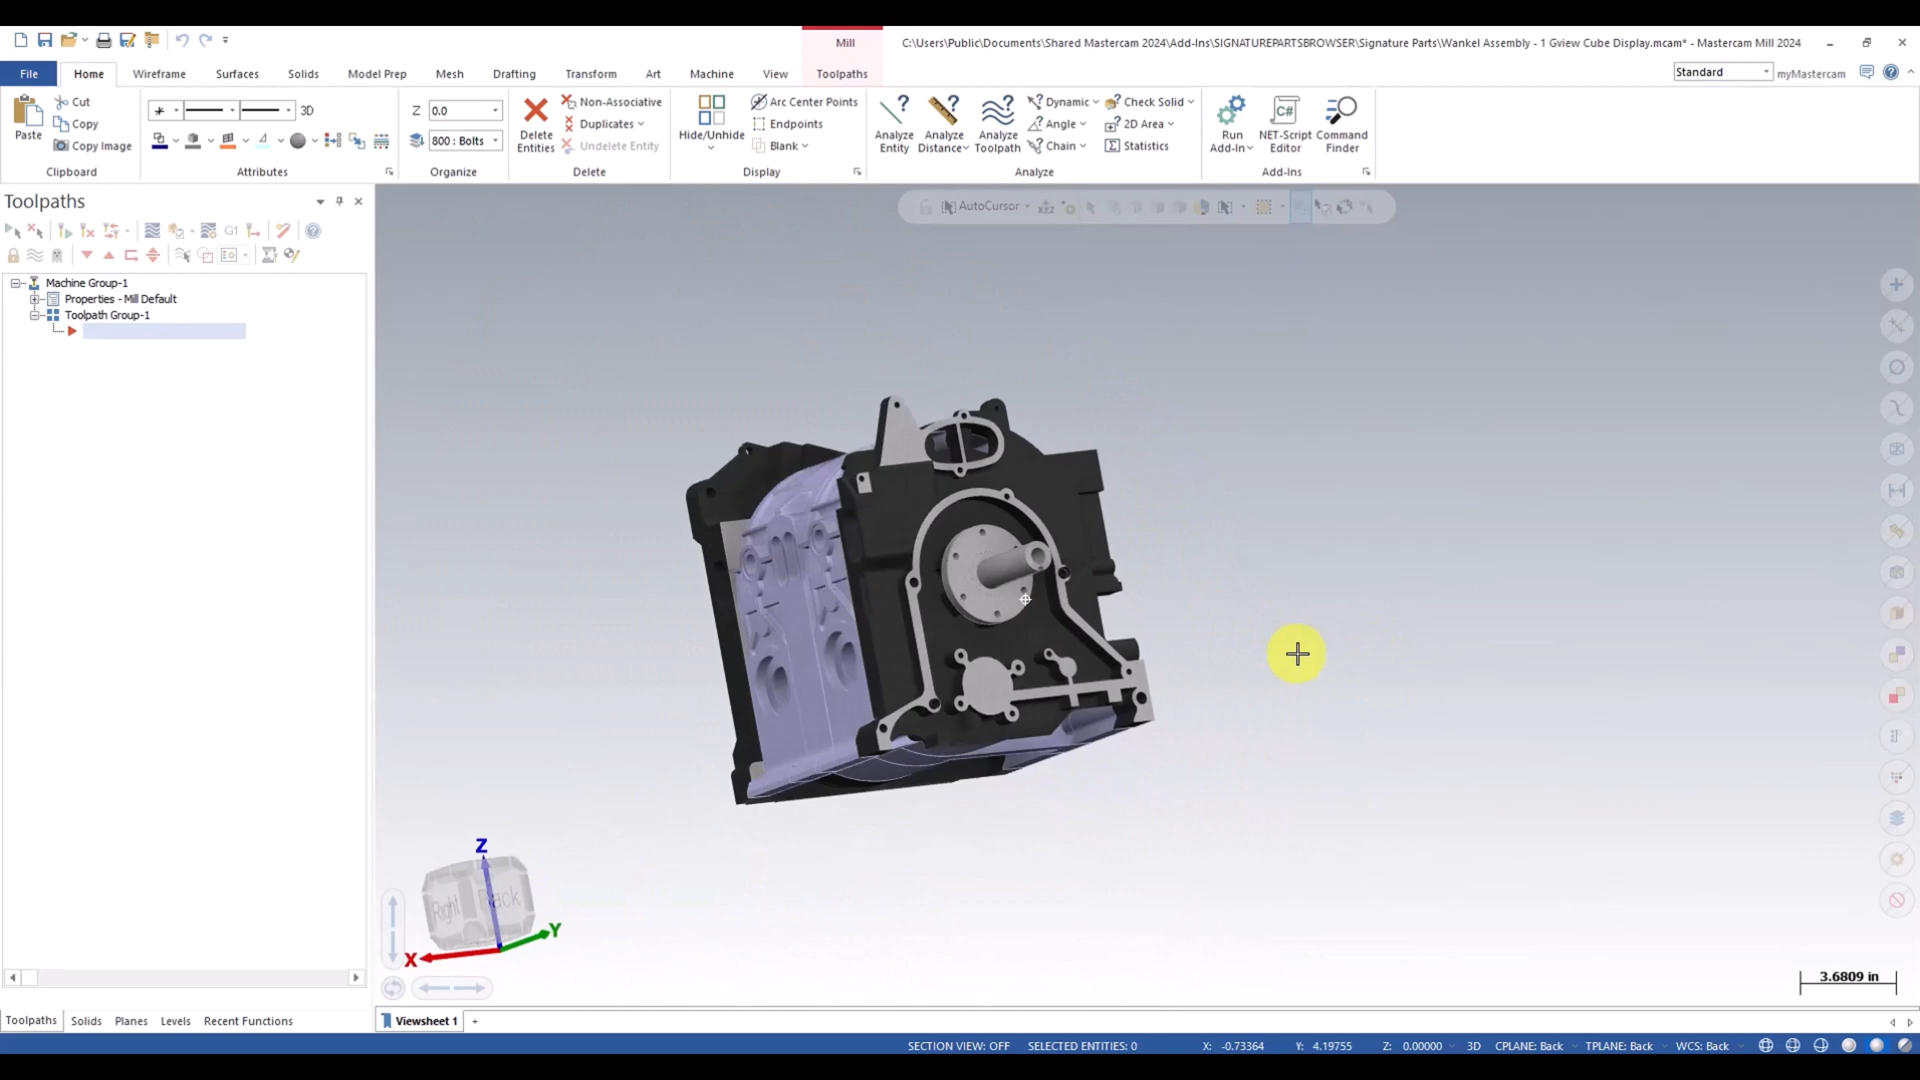 Mill
C:\Users\Public\Documents\Shared Mastercam 2024\Add-Ins\SIGNATUREPARTSBROWSER\Signature Parts\Wankel Assembly - 1 Gview Cube Display.mcam* - Mastercam Mill 2024
File Home Wireframe Surfaces Solids Model Prep Mesh Drafting Transform Art Machine View Toolpaths
Standard myMastercam
Paste Cut Copy Copy Image
Clipboard
3D
Attributes
Z 0.0
800 : Bolts
Organize
Delete Entities Non-Associative Duplicates Undelete Entity
Delete
Hide/Unhide Arc Center Points Endpoints Blank
Display
Analyze Entity Analyze Distance Analyze Toolpath Dynamic Angle Chain Check Solid 2D Area Statistics
Analyze
Run Add-In NET-Script Editor Command Finder
C#
Add-Ins
Toolpaths
G1
AutoCursor
Machine Group-1
Properties - Mill Default
Toolpath Group-1
Z
Right Back
Y
X
3.6809 in
Toolpaths Solids Planes Levels Recent Functions
Viewsheet 1 +
SECTION VIEW: OFF SELECTED ENTITIES: 0 X: -0.73364 Y: 4.19755 Z: 0.00000 3D CPLANE: Back TPLANE: Back WCS: Back